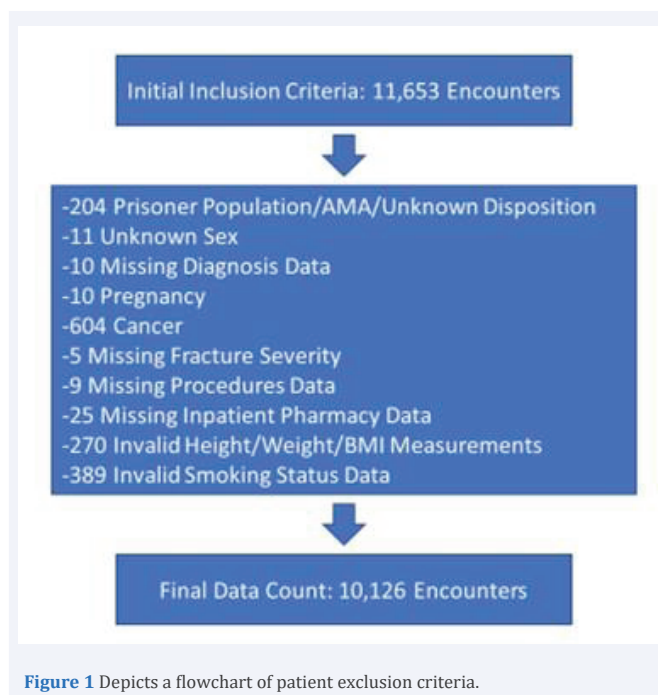 Initial Inclusion Criteria: 11,653 Encounters
-204 Prisoner Population/AMA/Unknown Disposition
-11 Unknown Sex
-10 Missing Diagnosis Data
-10 Pregnancy
-604 Cancer
-5 Missing Fracture Severity
-9 Missing Procedures Data
-25 Missing Inpatient Pharmacy Data
-270 Invalid Height/Weight/BMI Measurements
-389 Invalid Smoking Status Data
Final Data Count: 10,126 Encounters
Figure 1 Depicts a flowchart of patient exclusion criteria.